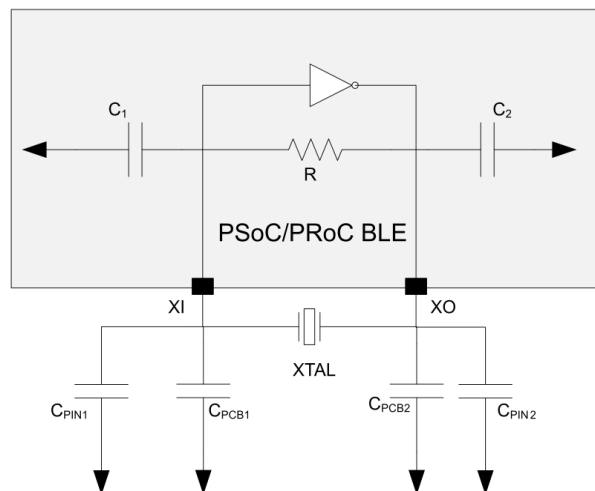 C1
C2
R
PSoC/PRoC BLE
XI
XO
XTAL
CPIN1
CPCB1
CPCB2
CPIN2